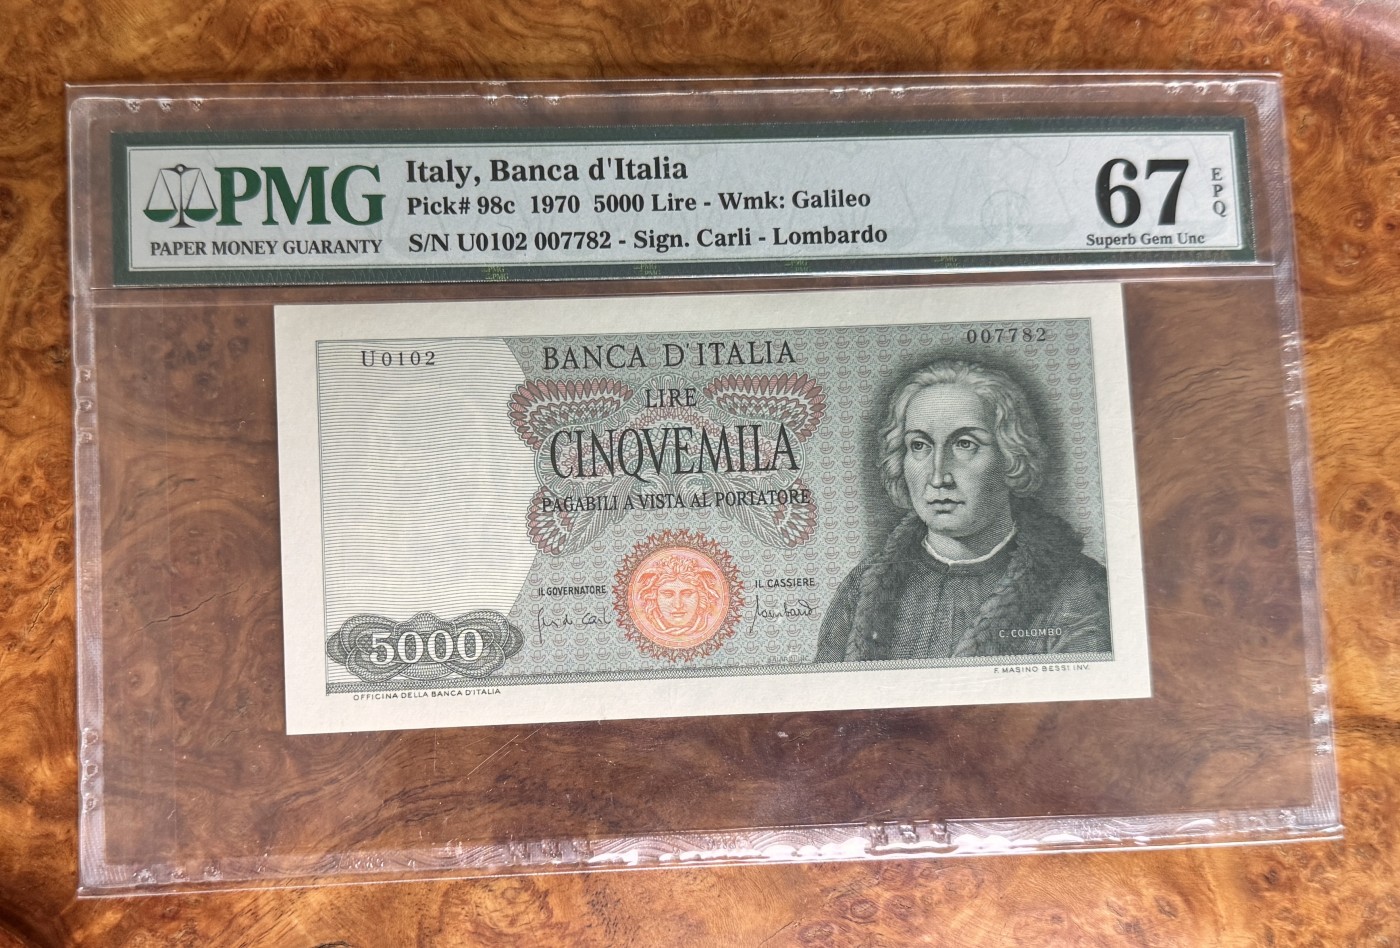 PMG
PAPER MONEY GUARANTY
Italy, Banca d'Italia
Pick# 98c 1970 5000 Lire - Wmk: Galileo
S/N U0102 007782 - Sign. Carli - Lombardo
67
EPQ
Superb Gem Unc
U0102
BANCA D'ITALIA
007782
LIRE
CINQVEMILA
PAGABILI A VISTA AL PORTATORE
IL GOVERNATORE
IL CASSIERE
5000
C. COLOMBO
OFFICINA DELLA BANCA D'ITALIA
F. MASINO BESSI INV.